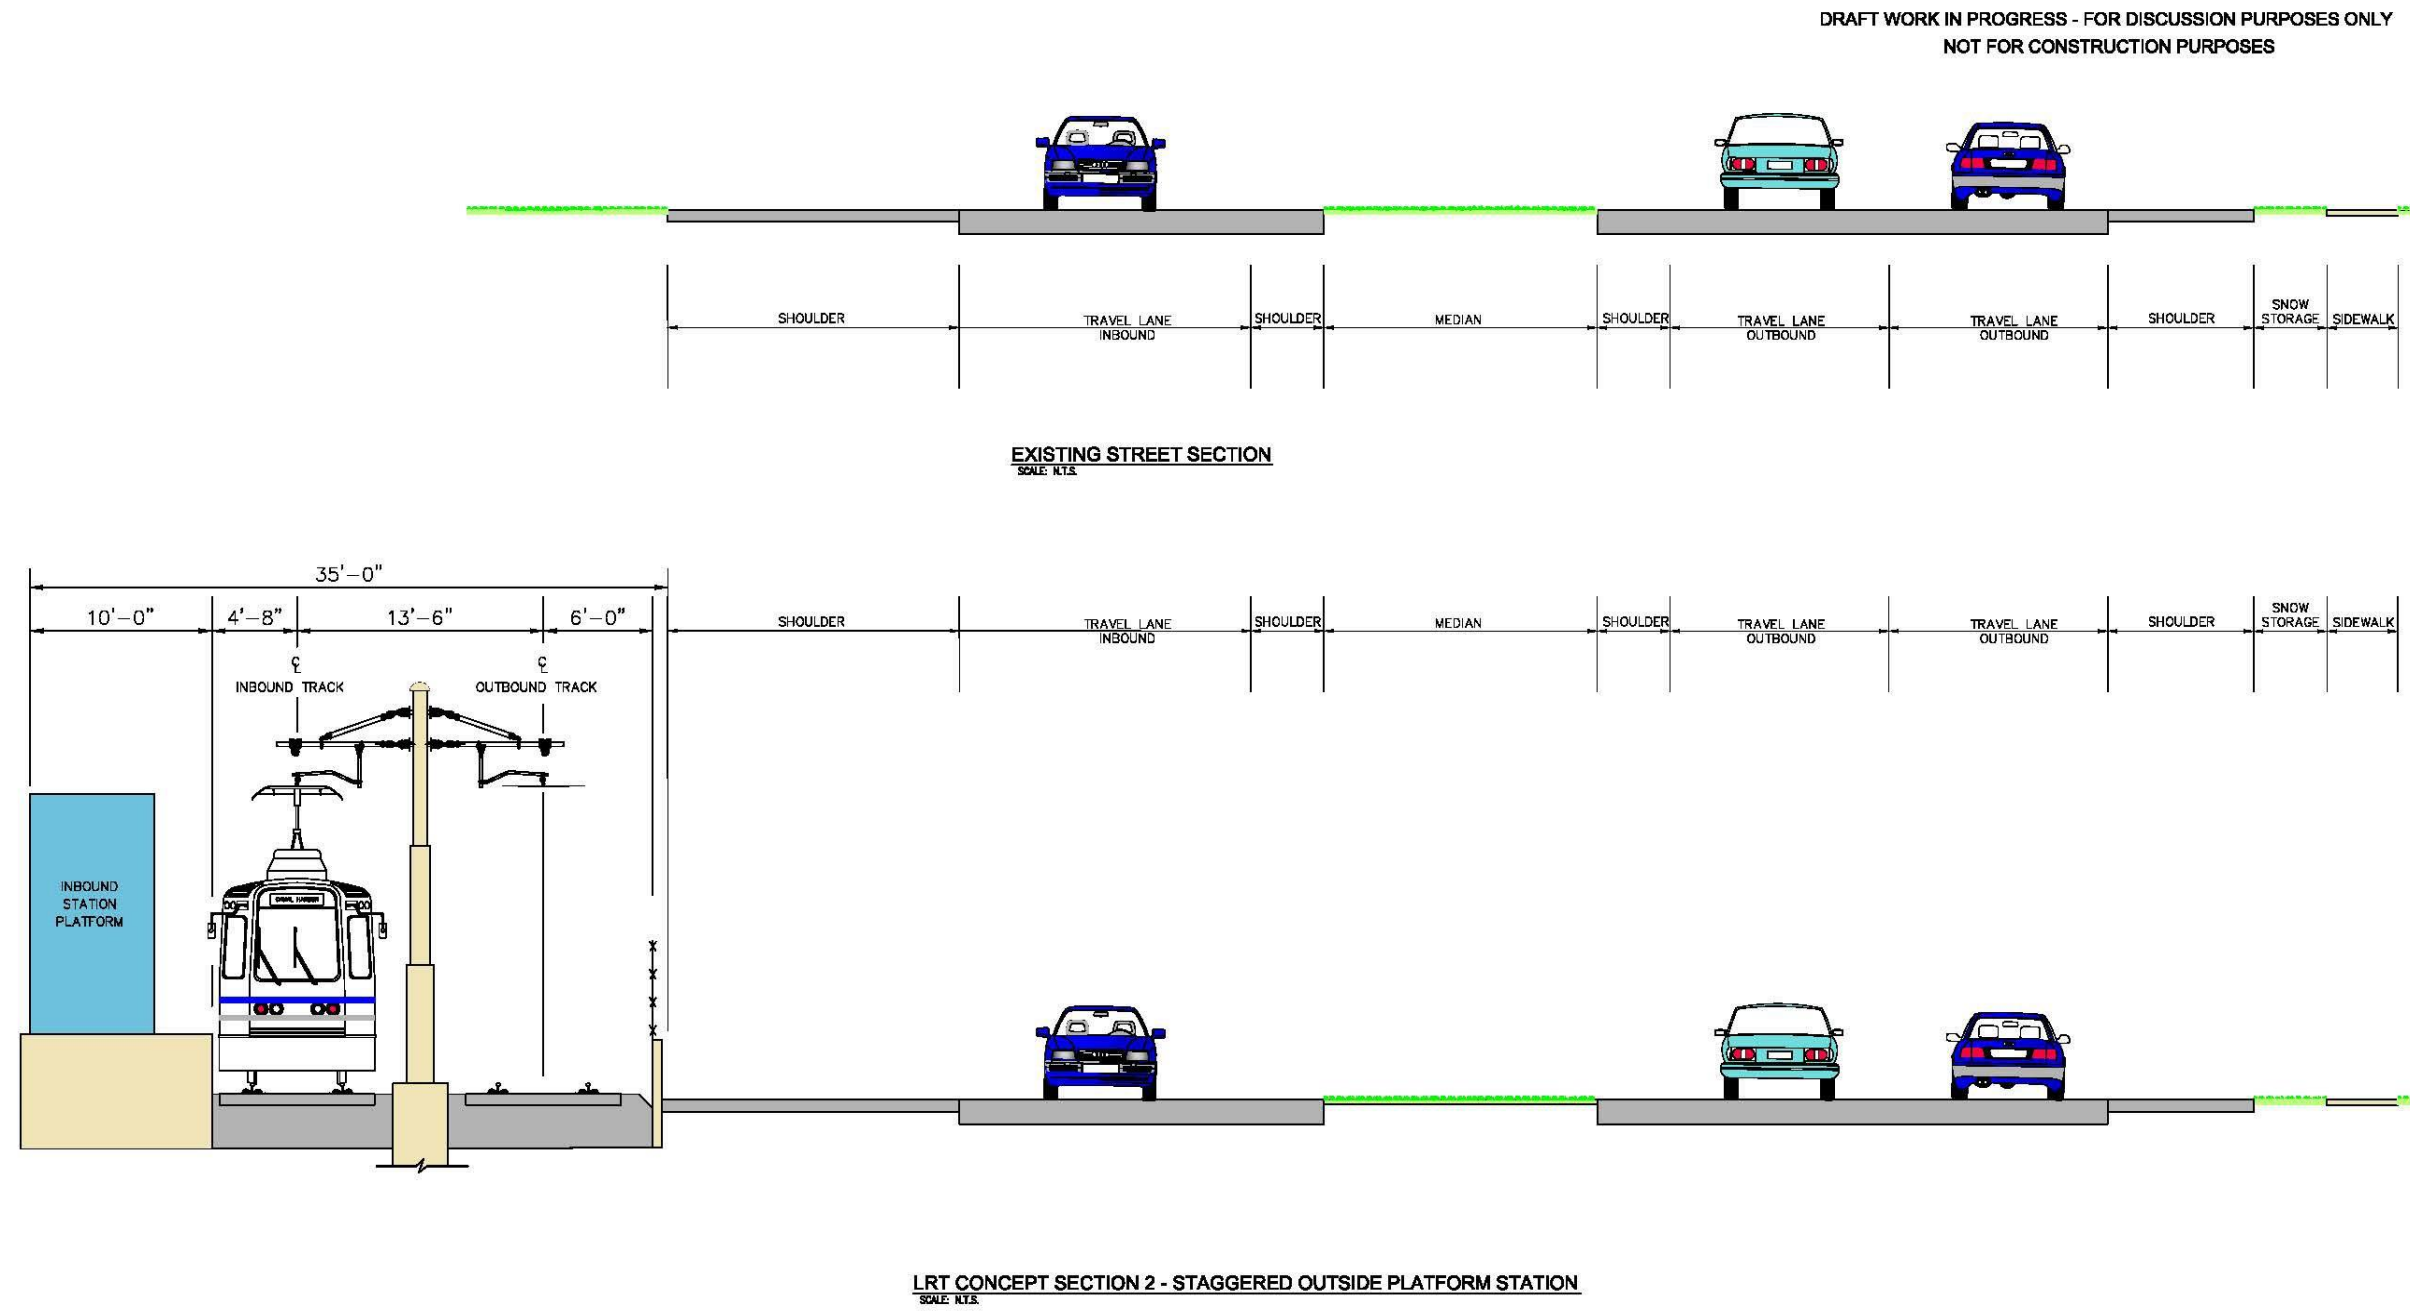 DRAFT WORK IN PROGRESS - FOR DISCUSSION PURPOSES ONLY
NOT FOR CONSTRUCTION PURPOSES
SHOULDER
TRAVEL LANE
INBOUND
SHOULDER
MEDIAN
SHOULDER
TRAVEL LANE
OUTBOUND
TRAVEL LANE
OUTBOUND
SHOULDER
SNOW
STORAGE
SIDEWALK
EXISTING STREET SECTION
SCALE: N.T.S.
35'-0"
10'-0"
4'-8"
13'-6"
6'-0"
SHOULDER
TRAVEL LANE
INBOUND
SHOULDER
MEDIAN
SHOULDER
TRAVEL LANE
OUTBOUND
TRAVEL LANE
OUTBOUND
SHOULDER
SNOW
STORAGE
SIDEWALK
℄
INBOUND TRACK
℄
OUTBOUND TRACK
INBOUND
STATION
PLATFORM
LRT CONCEPT SECTION 2 - STAGGERED OUTSIDE PLATFORM STATION
SCALE: N.T.S.